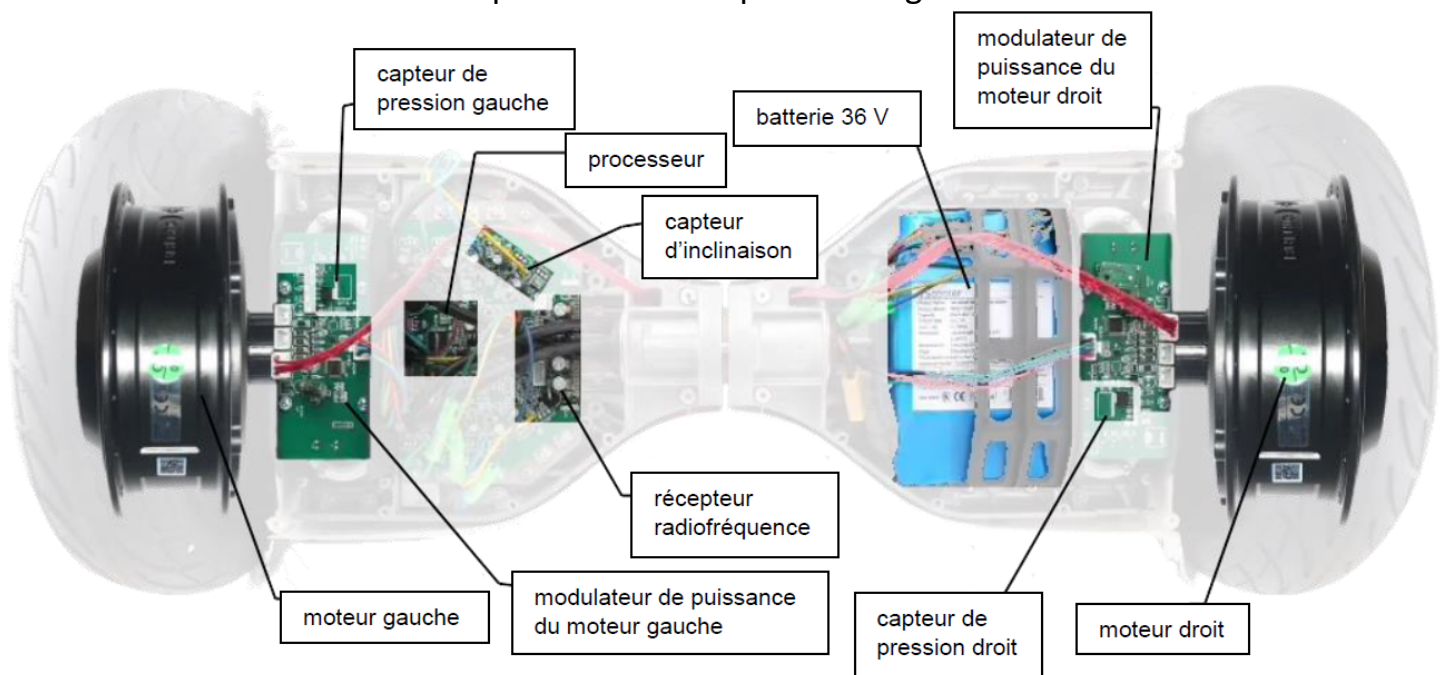 modulateur de
puissance du
moteur droit
capteur de
pression gauche
batterie 36 V
processeur
capteur
d'inclinaison
récepteur
radiofréquence
moteur gauche
modulateur de puissance
du moteur gauche
capteur de
pression droit
moteur droit